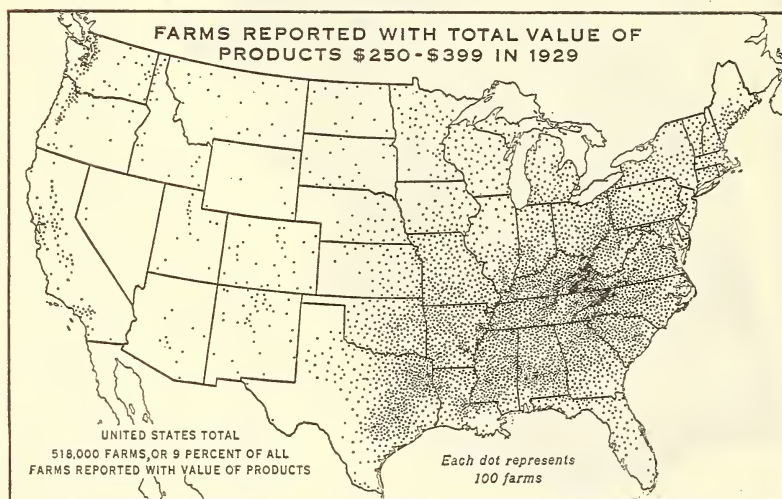 FARMS REPORTED WITH TOTAL VALUE OF
PRODUCTS $250-$399 IN 1929
UNITED STATES TOTAL
518,000 FARMS, OR 9 PERCENT OF ALL
FARMS REPORTED WITH VALUE OF PRODUCTS
Each dot represents
100 farms